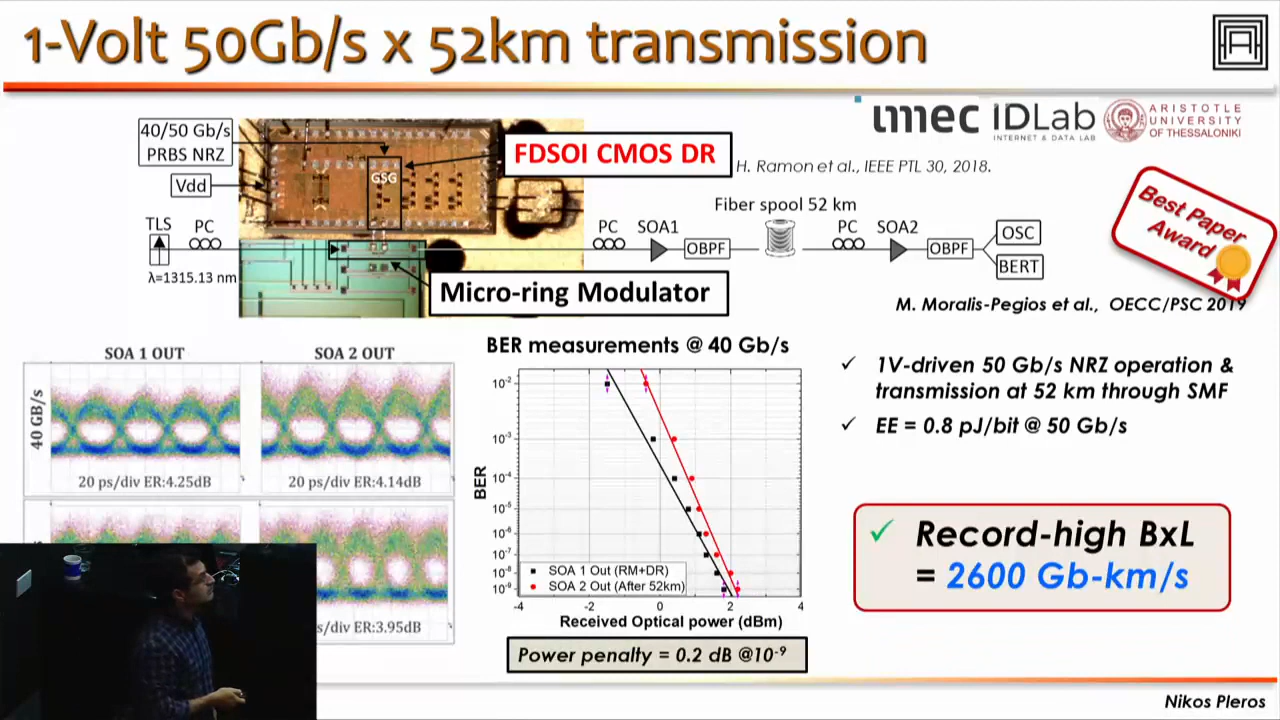 1-Volt 50Gb/s x 52km transmission
imec IDLab
INTERNET & DATA LAB
ARISTOTLE
UNIVERSITY
OF THESSALONIKI
40/50 Gb/s
PRBS NRZ
Vdd
GSG
FDSOI CMOS DR
H. Ramon et al., IEEE PTL 30, 2018.
TLS
PC
λ=1315.13 nm
Micro-ring Modulator
PC
SOA1
OBPF
Fiber spool 52 km
PC
SOA2
OBPF
OSC
BERT
Best Paper
Award
M. Moralis-Pegios et al., OECC/PSC 2019
SOA 1 OUT
SOA 2 OUT
40 GB/s
20 ps/div ER:4.25dB
20 ps/div ER:4.14dB
s/div ER:3.95dB
BER measurements @ 40 Gb/s
BER
10-2
10-3
10-4
10-5
10-6
10-7
10-8
10-9
SOA 1 Out (RM+DR)
SOA 2 Out (After 52km)
-4 -2 0 2 4
Received Optical power (dBm)
Power penalty = 0.2 dB @10-9
✓ 1V-driven 50 Gb/s NRZ operation &
transmission at 52 km through SMF
✓ EE = 0.8 pJ/bit @ 50 Gb/s
✓ Record-high BxL
= 2600 Gb-km/s
Nikos Pleros